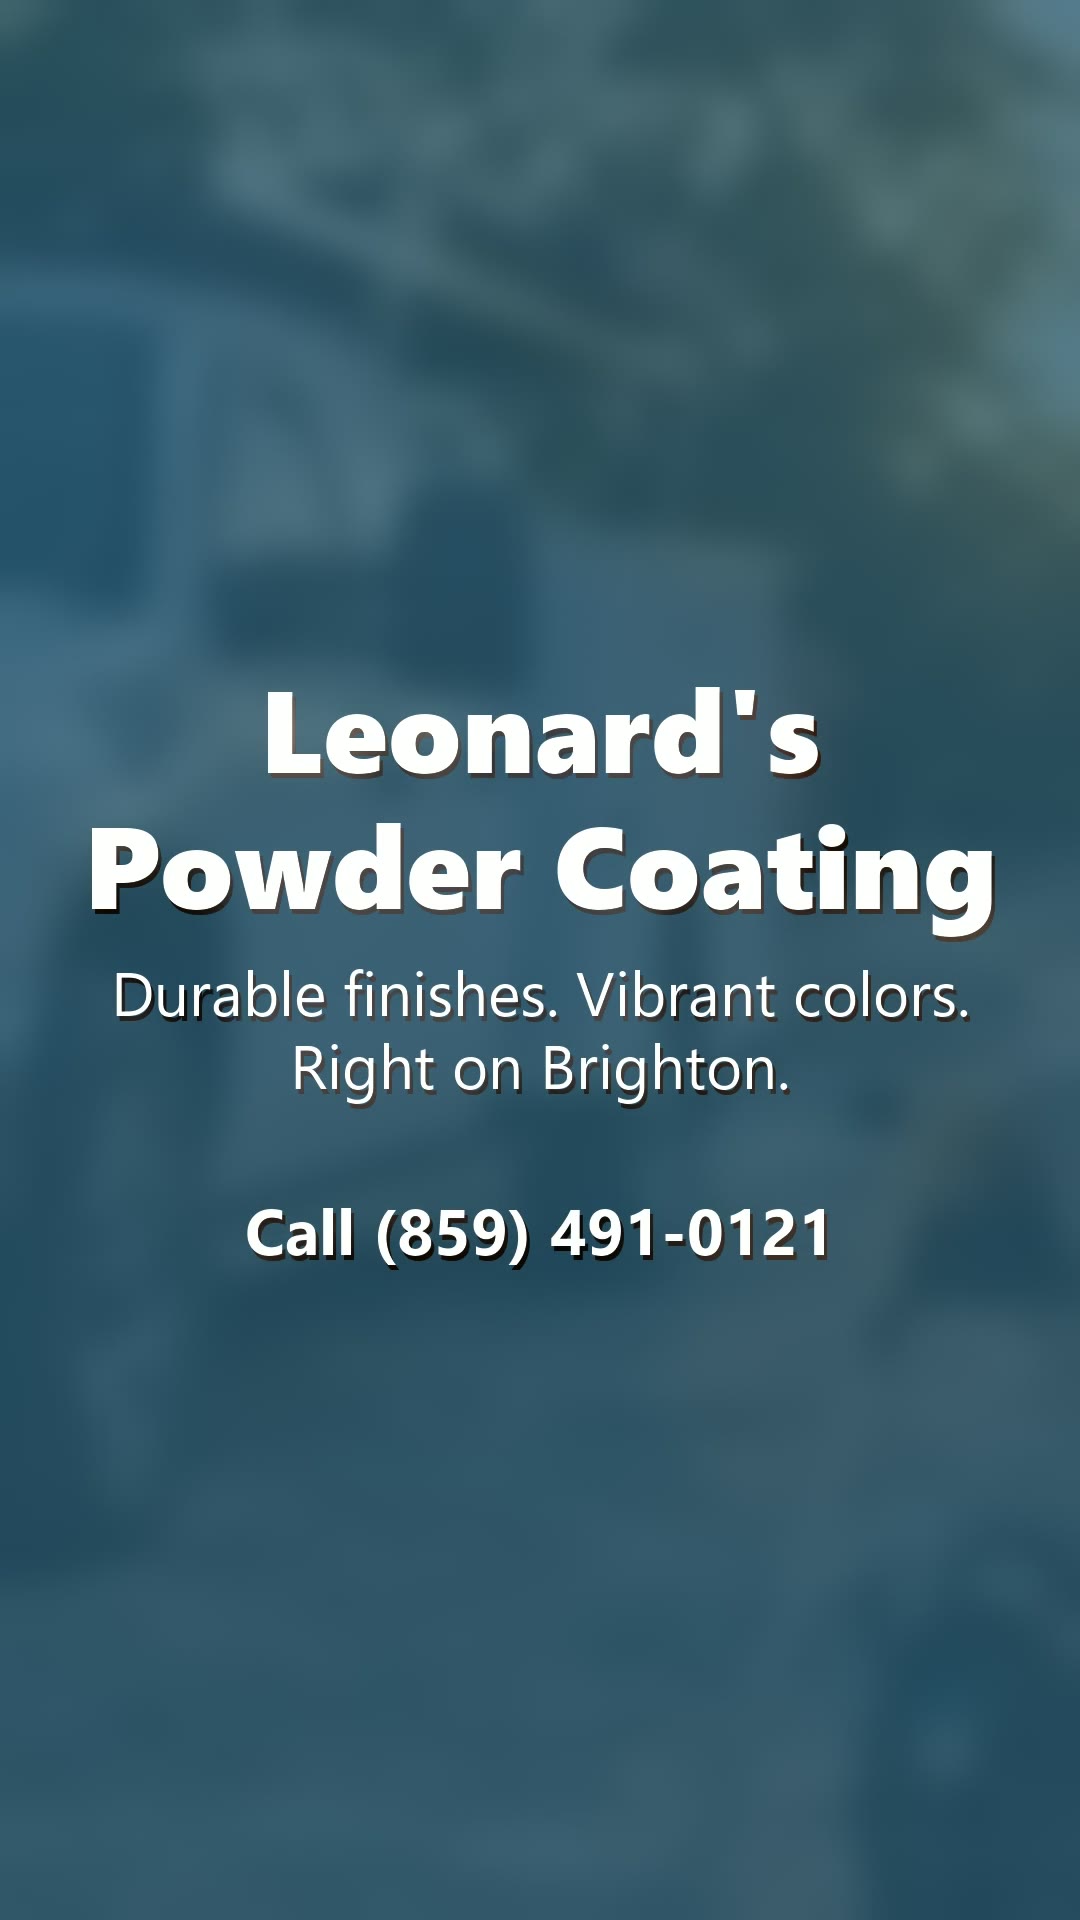 Leonard's
Powder Coating
Durable finishes. Vibrant colors.
Right on Brighton.
Call (859) 491-0121